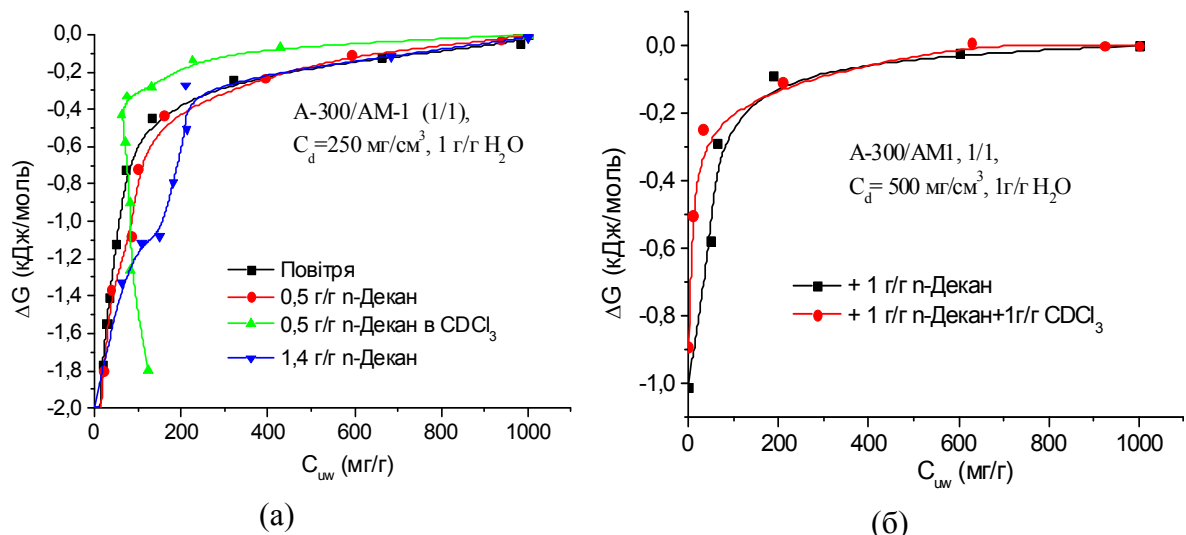 0,0
-0,2
-0,4
-0,6
-0,8
-1,0
-1,2
-1,4
-1,6
-1,8
-2,0
ΔG (кДж/моль)
A-300/AM-1 (1/1),
C_d=250 мг/см³, 1 г/г H₂O
Повітря
0,5 г/г n-Декан
0,5 г/г n-Декан в CDCl₃
1,4 г/г n-Декан
0 200 400 600 800 1000
C_uw (мг/г)
(а)
0,0
-0,2
-0,4
-0,6
-0,8
-1,0
ΔG (кДж/моль)
A-300/AM1, 1/1,
C_d= 500 мг/см³, 1г/г H₂O
+ 1 г/г n-Декан
+ 1 г/г n-Декан+1г/г CDCl₃
0 200 400 600 800 1000
C_uw (мг/г)
(б)